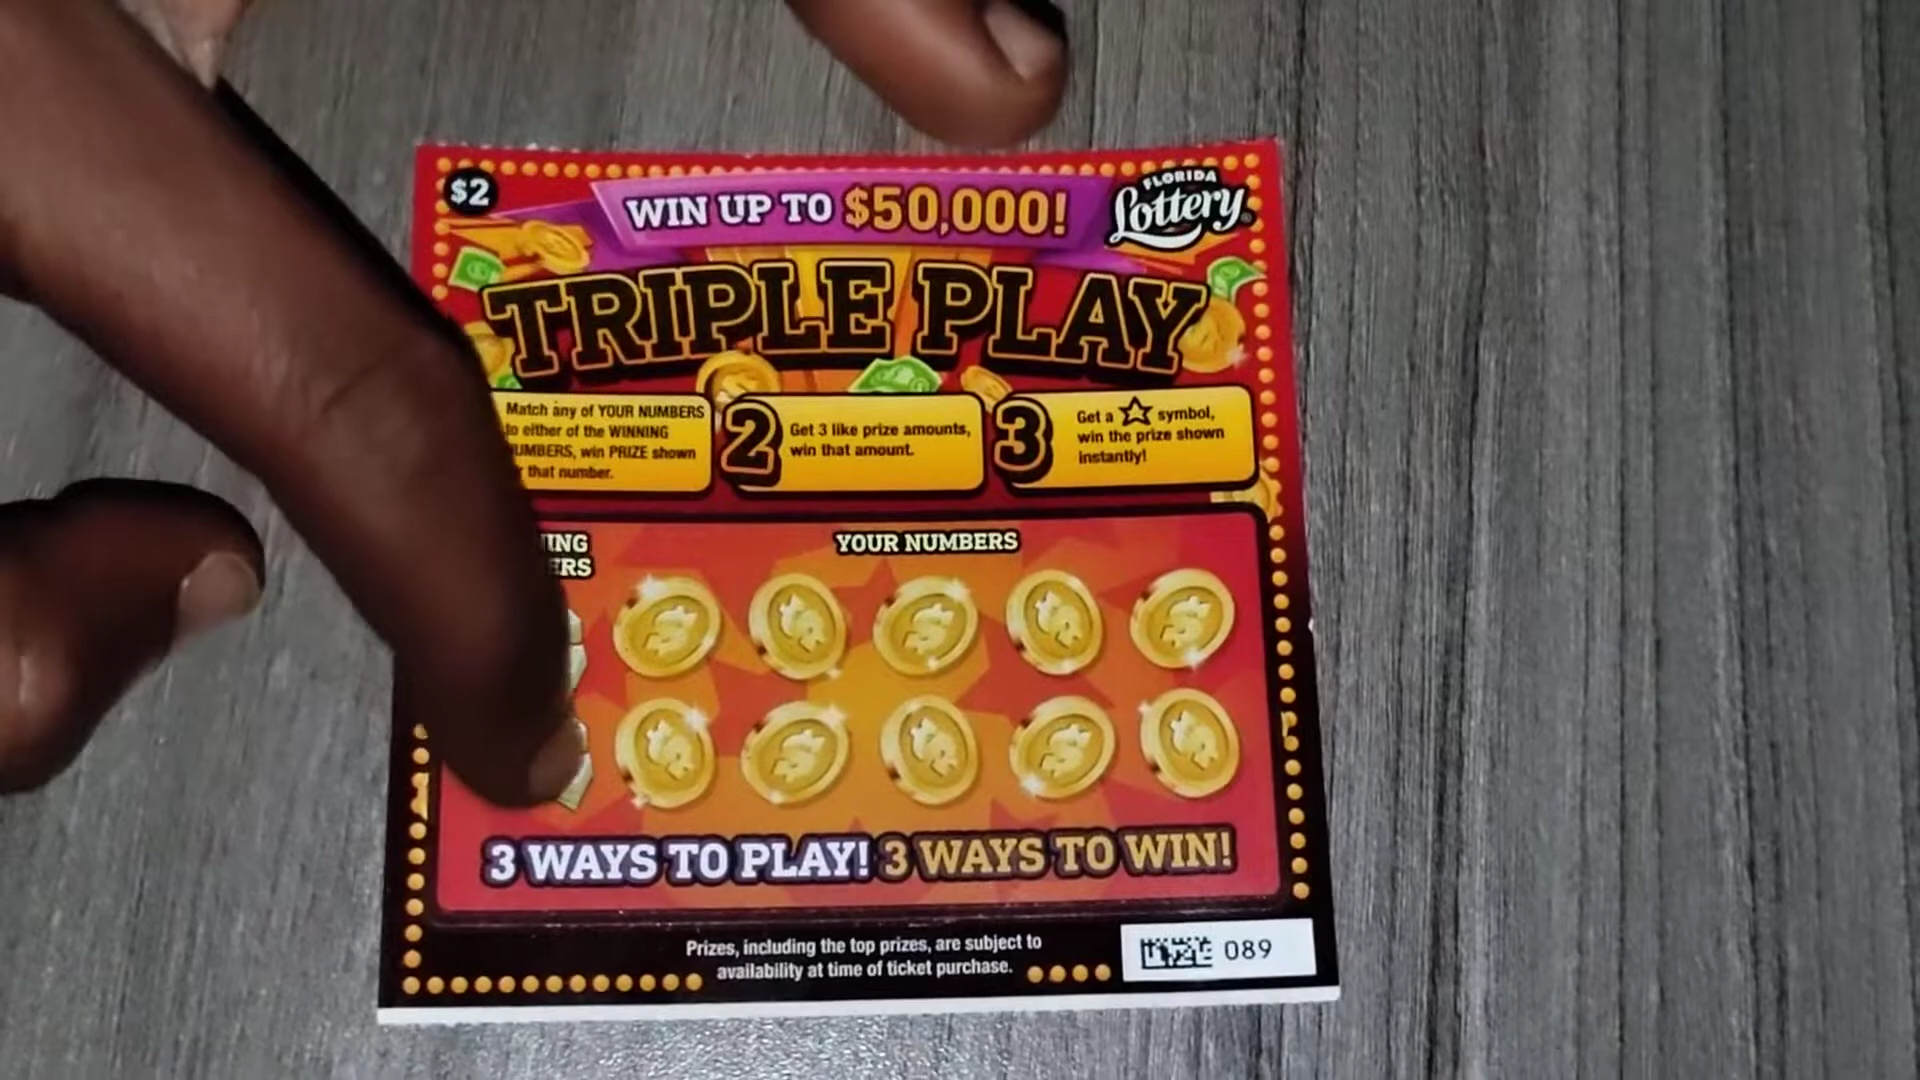 $2
WIN UP TO $50,000!
FLORIDA
Lottery
TRIPLE PLAY
Match any of YOUR NUMBERS
to either of the WINNING
NUMBERS, win PRIZE shown
that number.
2
Get 3 like prize amounts,
win that amount.
3
Get a symbol,
win the prize shown
instantly!
YOUR NUMBERS
3 WAYS TO PLAY! 3 WAYS TO WIN!
Prizes, including the top prizes, are subject to
availability at time of ticket purchase.
089